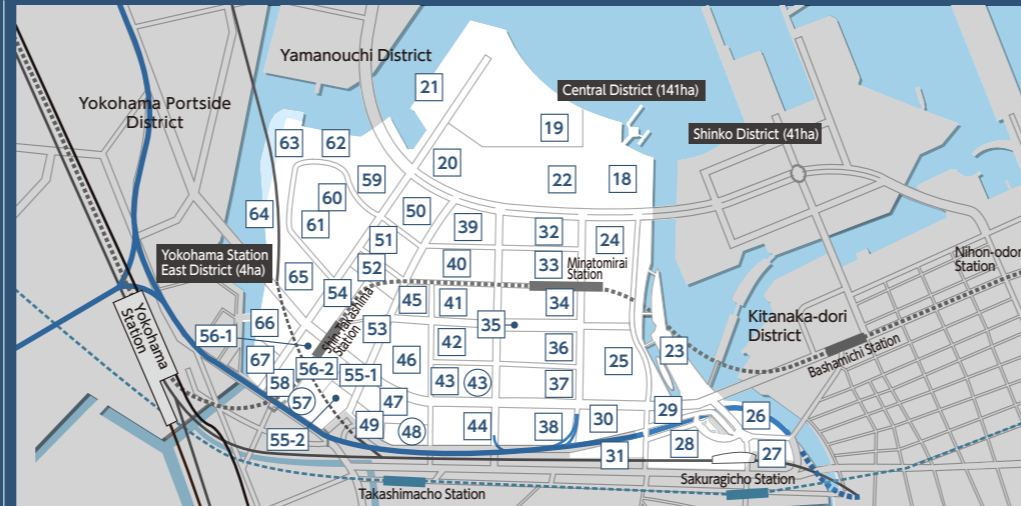 Yamanouchi District
21
Central District (141ha)
Yokohama Portside
District
19
Shinko District (41ha)
63
62
20
59
22
18
60
50
64
61
39
32
24
51
Yokohama Station
East District (4ha)
52
40
33
Minatomirai
Station
Nihon-odori
Station
65
54
45
41
34
Shin-Takashima
Station
Yokohama
Station
66
53
35
Kitanaka-dori
District
56-1
42
36
23
67
46
25
Bashamichi Station
56-2
55-1
58
43
43
37
57
47
29
26
49
48
44
38
30
55-2
31
28
27
Sakuragicho Station
Takashimacho Station